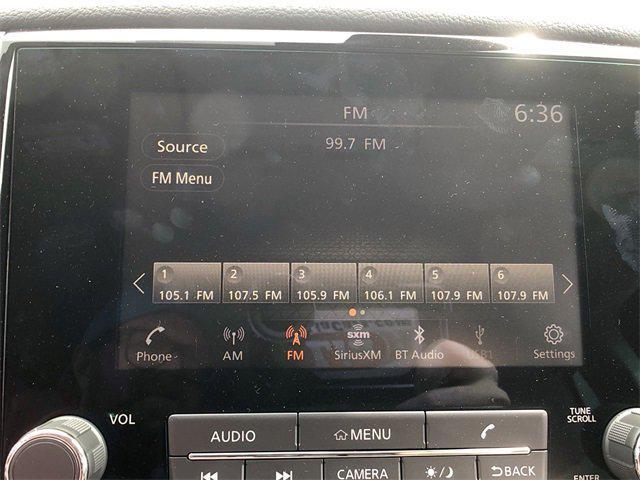 FM 6:36
Source 99.7 FM
FM Menu
1 2 3 4 5 6
105.1 FM 107.5 FM 105.9 FM 106.1 FM 107.9 FM 107.9 FM
sxm
Phone AM FM SiriusXM BT Audio USB1 Settings
VOL AUDIO MENU TUNE
SCROLL
CAMERA BACK ENTER